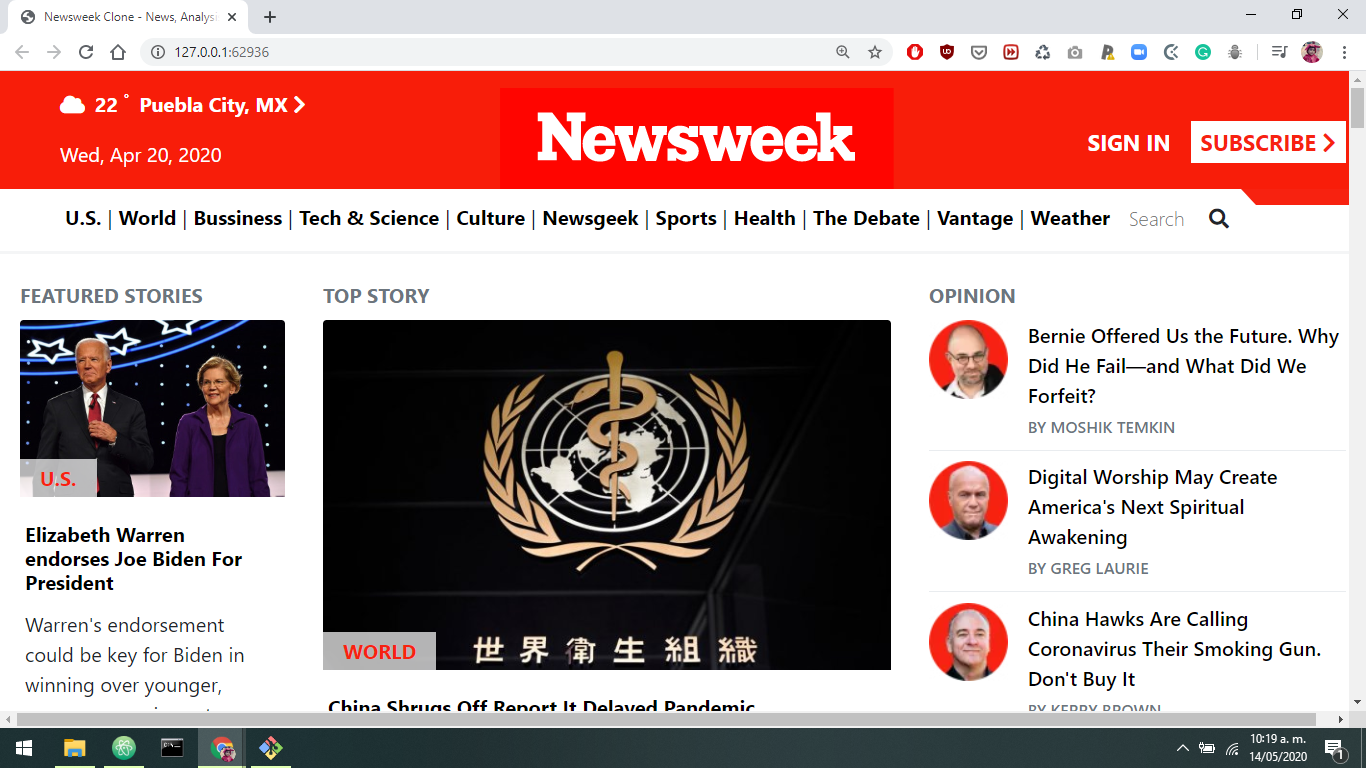 Newsweek Clone - News, Analysi
127.0.0.1:62936
22 ° Puebla City, MX
Wed, Apr 20, 2020
Newsweek
SIGN IN
SUBSCRIBE
U.S. | World | Bussiness | Tech & Science | Culture | Newsgeek | Sports | Health | The Debate | Vantage | Weather
Search
FEATURED STORIES
U.S.
Elizabeth Warren
endorses Joe Biden For
President
Warren's endorsement
could be key for Biden in
winning over younger,
TOP STORY
世界衛生組織
WORLD
China Shrugs Off Report It Delayed Pandemic
OPINION
Bernie Offered Us the Future. Why
Did He Fail—and What Did We
Forfeit?
BY MOSHIK TEMKIN
Digital Worship May Create
America's Next Spiritual
Awakening
BY GREG LAURIE
China Hawks Are Calling
Coronavirus Their Smoking Gun.
Don't Buy It
BY KERRY BROWN
10:19 a. m.
14/05/2020
1